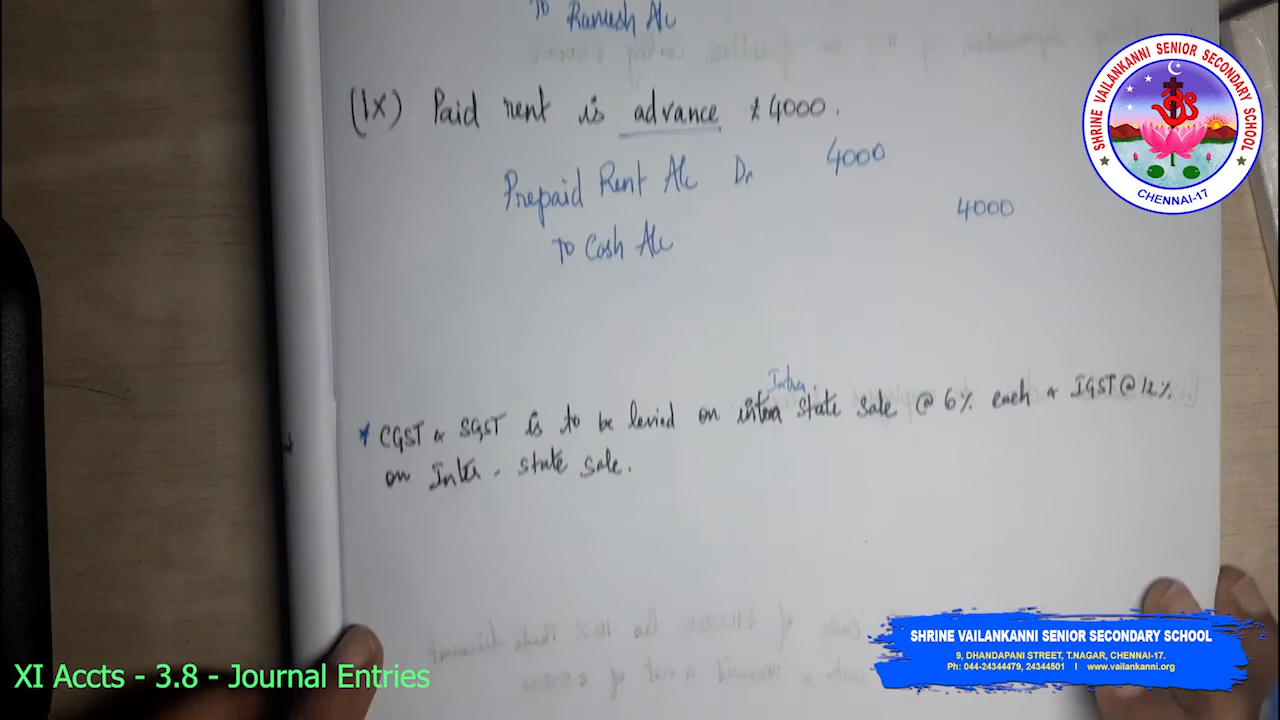 To Ramesh A/c
(ix) Paid rent is advance ₹4000.
Prepaid Rent A/c Dr 4000
To Cash A/c 4000
Intra
* CGST & SGST is to be levied on intra state sale @ 6% each & IGST@12%
on Inter - state sale.
SHRINE VAILANKANNI SENIOR SECONDARY SCHOOL
CHENNAI-17
SHRINE VAILANKANNI SENIOR SECONDARY SCHOOL
9, DHANDAPANI STREET, T.NAGAR, CHENNAI-17.
Ph: 044-24344479, 24344501 I www.vailankanni.org
XI Accts - 3.8 - Journal Entries